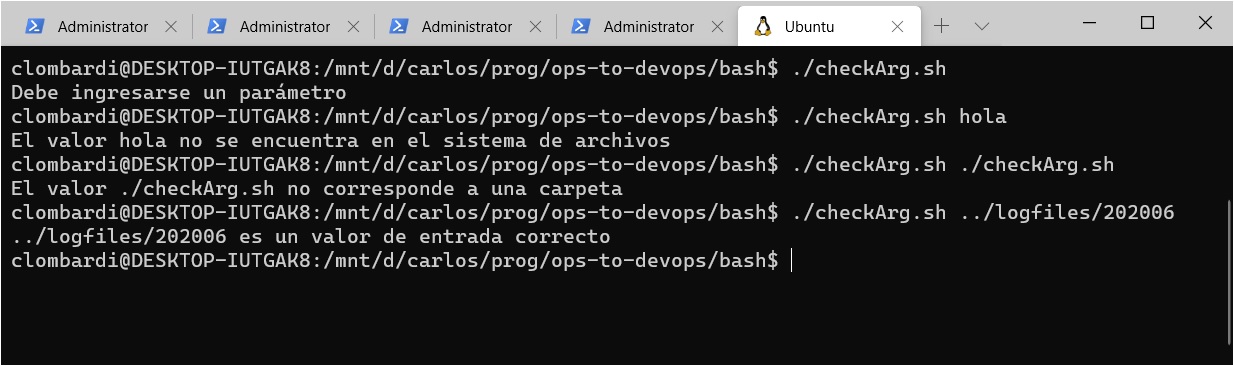 Administrator Administrator Administrator Administrator Ubuntu
clombardi@DESKTOP-IUTGAK8:/mnt/d/carlos/prog/ops-to-devops/bash$ ./checkArg.sh
Debe ingresarse un parámetro
clombardi@DESKTOP-IUTGAK8:/mnt/d/carlos/prog/ops-to-devops/bash$ ./checkArg.sh hola
El valor hola no se encuentra en el sistema de archivos
clombardi@DESKTOP-IUTGAK8:/mnt/d/carlos/prog/ops-to-devops/bash$ ./checkArg.sh ./checkArg.sh
El valor ./checkArg.sh no corresponde a una carpeta
clombardi@DESKTOP-IUTGAK8:/mnt/d/carlos/prog/ops-to-devops/bash$ ./checkArg.sh ../logfiles/202006
../logfiles/202006 es un valor de entrada correcto
clombardi@DESKTOP-IUTGAK8:/mnt/d/carlos/prog/ops-to-devops/bash$